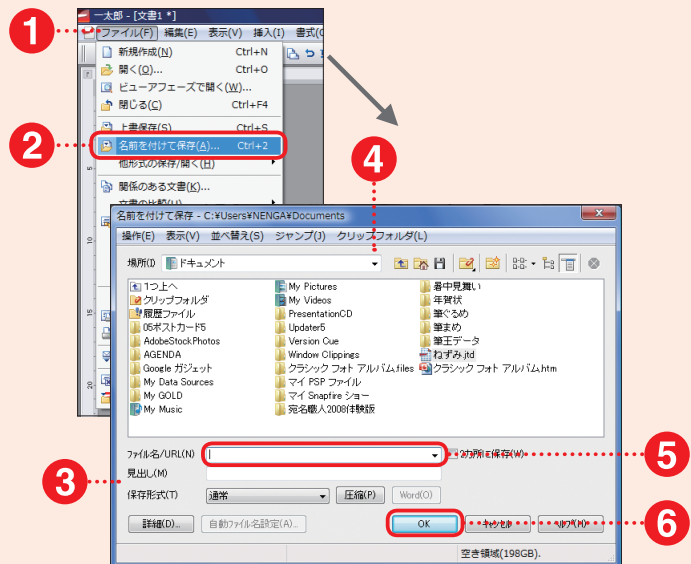 一太郎 - [文書1 *]
1
ファイル(F) 編集(E) 表示(V) 挿入(I) 書式(
新規作成(N) Ctrl+N
開く(O)... Ctrl+O
ビューアフェーズで開く(W)...
閉じる(C) Ctrl+F4
上書保存(S) Ctrl+S
2
名前を付けて保存(A)... Ctrl+2
他形式の保存/開く(H)
関係のある文書(K)...
文書の比較(U)
4
名前を付けて保存 - C:¥Users¥NENGA¥Documents
操作(E) 表示(V) 並べ替え(S) ジャンプ(J) クリップフォルダ(L)
場所(I) ドキュメント
1つ上へ
クリップフォルダ
履歴ファイル
05ポストカード5
AdobeStockPhotos
AGENDA
Google ガジェット
My Data Sources
My GOLD
My Music
My Pictures
My Videos
PresentationCD
Updater5
Version Cue
Window Clippings
クラシック フォト アルバム.files
マイ PSP ファイル
マイ Snapfire ショー
宛名職人2008体験版
暑中見舞い
年賀状
筆ぐるめ
筆まめ
筆王データ
ねずみ.jtd
クラシック フォト アルバム.htm
3
ファイル名/URL(N) 2カ所に保存(W)
5
見出し(M)
保存形式(T) 通常 圧縮(P) Word(O)
詳細(D)... 自動ファイル名設定(A)... OK キャンセル ヘルプ(H)
6
空き領域(198GB).